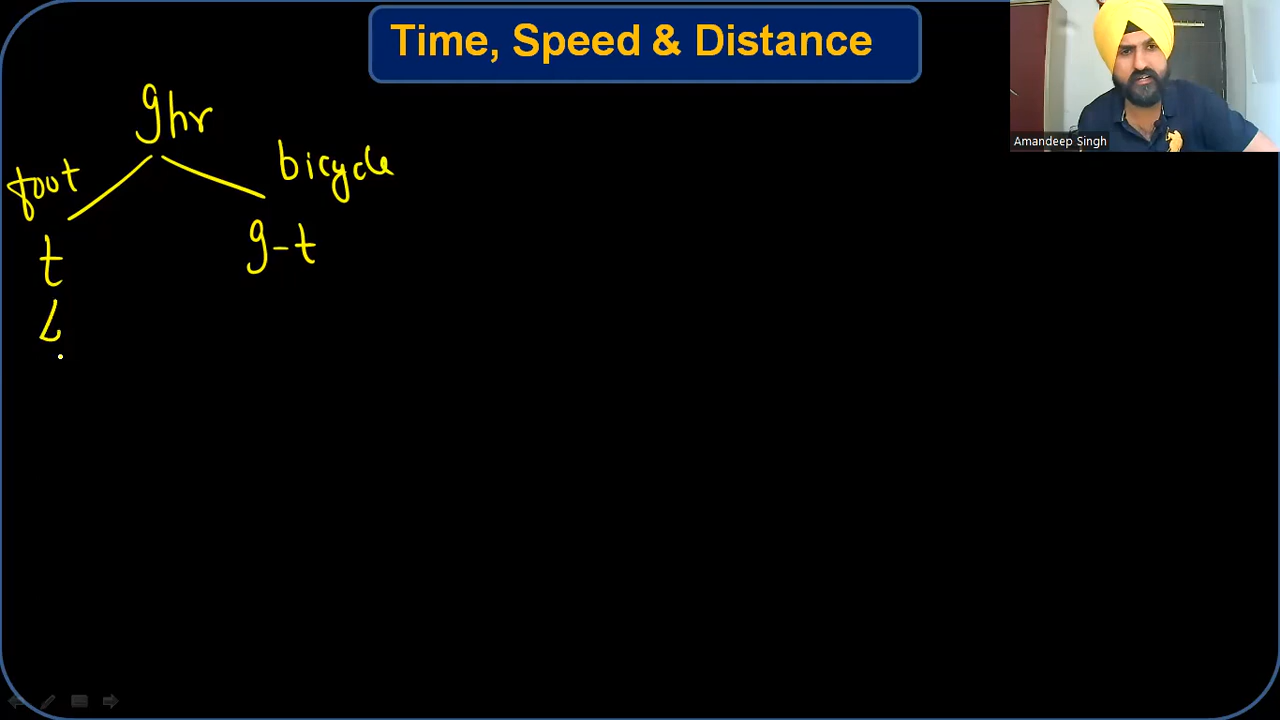 Time, Speed & Distance
Amandeep Singh
9hr
foot
bicycle
t
9-t